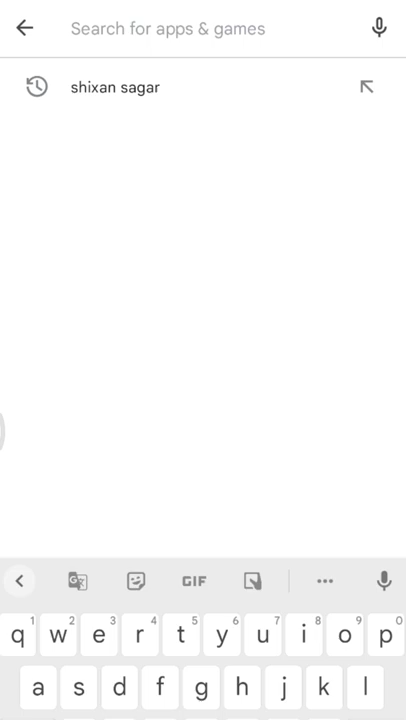 Search for apps & games
shixan sagar
GIF
1 2 3 4 5 6 7 8 9 0
q w e r t y u i o p
a s d f g h j k l